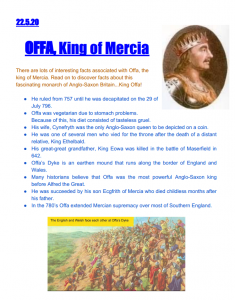 22.5.20
OFFA, King of Mercia
There are lots of interesting facts associated with Offa, the
king of Mercia. Read on to discover facts about this
fascinating monarch of Anglo-Saxon Britain...King Offa!
● He ruled from 757 until he was decapitated on the 29 of
July 796.
● Offa was vegetarian due to stomach problems.
Because of this, his diet consisted of tasteless gruel.
● His wife, Cynefryth was the only Anglo-Saxon queen to be depicted on a coin.
● He was one of several men who vied for the throne after the death of a distant
relative, King Ethelbald.
● His great-great grandfather, King Eowa was killed in the battle of Maserfield in
642.
● Offa's Dyke is an earthen mound that runs along the border of England and
Wales.
● Many historians believe that Offa was the most powerful Anglo-Saxon king
before Alfred the Great.
● He was succeeded by his son Ecgfrith of Mercia who died childless months
after his father.
● In the 780's Offa extended Mercian supremacy over most of Southern England.
The English and Welsh face each other at Offa's Dyke.